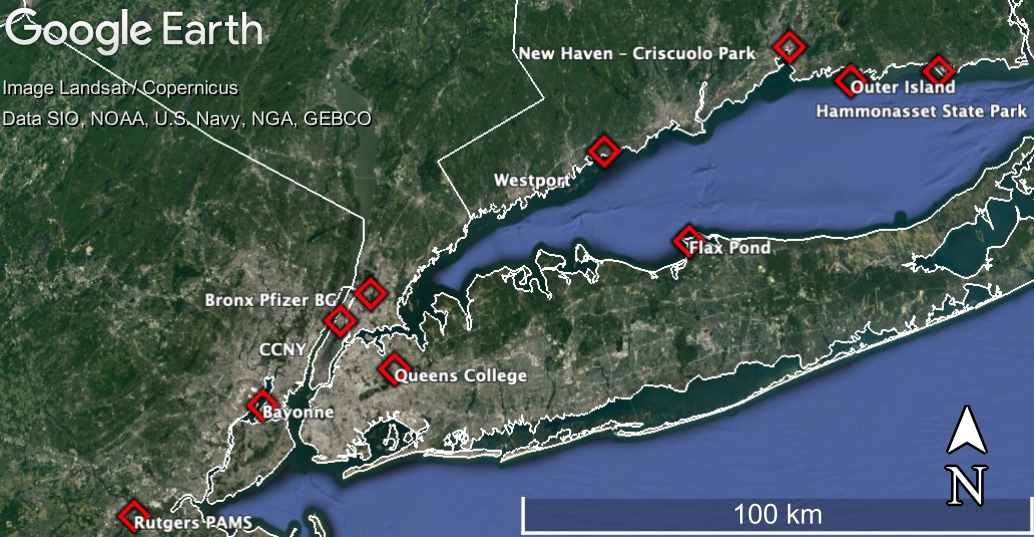 Google Earth
New Haven - Criscuolo Park
Image Landsat / Copernicus
Outer Island
Hammonasset State Park
Data SIO, NOAA, U.S. Navy, NGA, GEBCO
Westport
Flax Pond
Bronx Pfizer BG
CCNY
Queens College
Bayonne
N
100 km
Rutgers PAMS